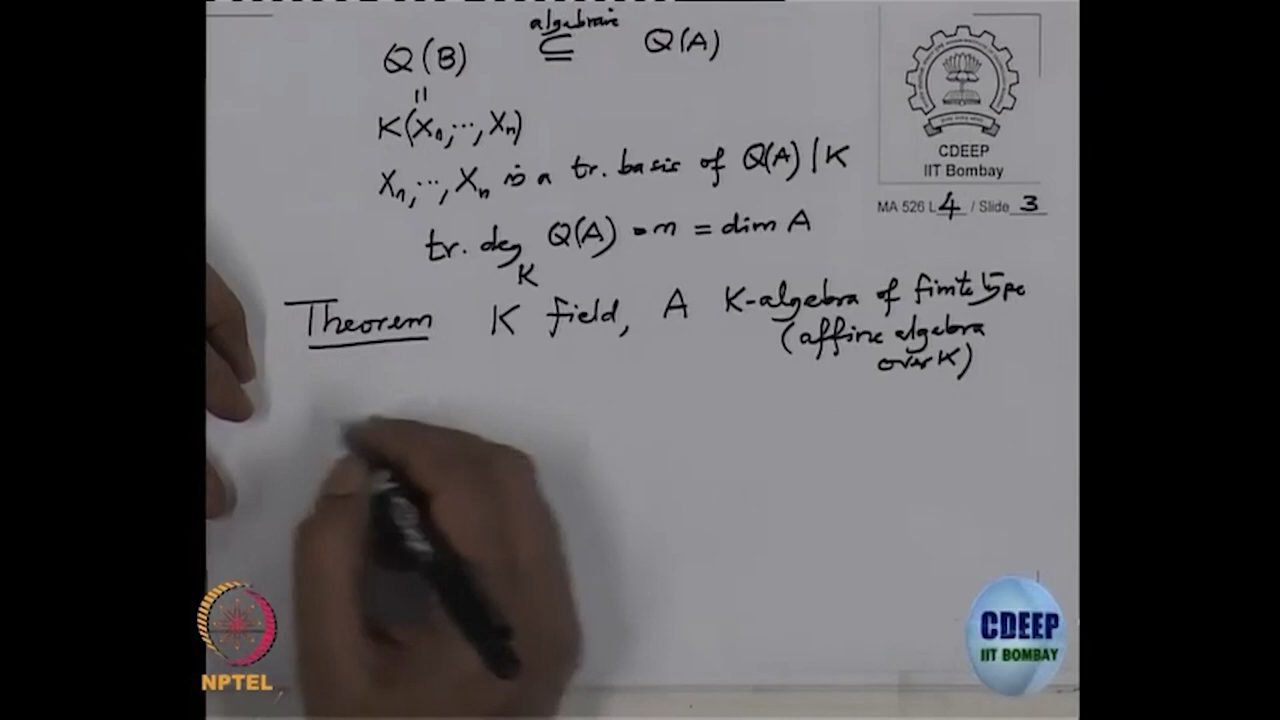 algebraic
Q(B) ⊆ Q(A)
=
K(X₁,...,Xₙ)
X₁,...,Xₙ is a tr. basis of Q(A)|K
tr. deg_K Q(A) = n = dim A
Theorem K field, A K-algebra of finite type
(affine algebra
over K)
CDEEP
IIT Bombay
MA 526 L 4 / Slide 3
NPTEL
CDEEP
IIT BOMBAY